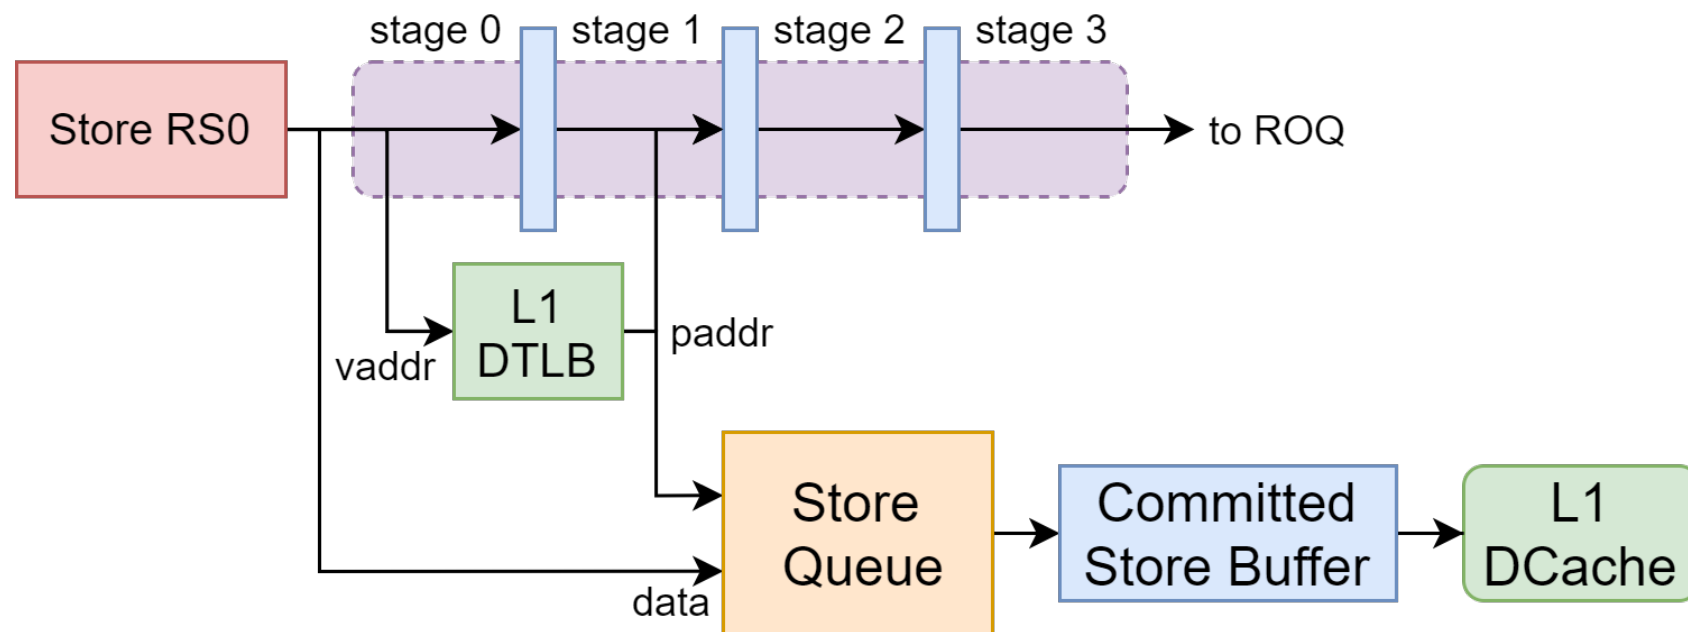 stage 0
stage 1
stage 2
stage 3
Store RS0
to ROQ
L1
DTLB
vaddr
paddr
Store
Queue
data
Committed
Store Buffer
L1
DCache